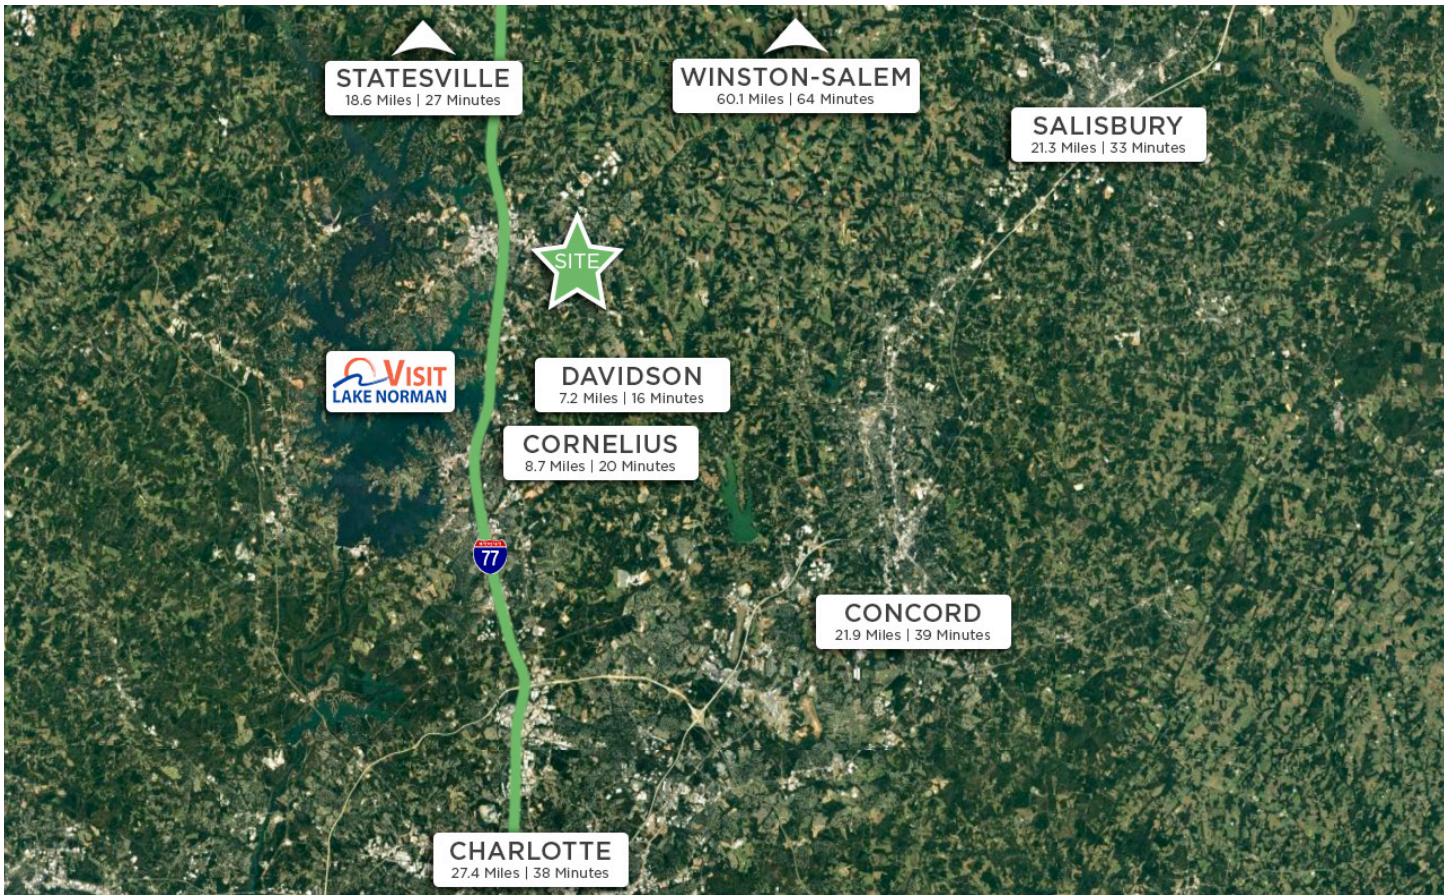 STATESVILLE
18.6 Miles | 27 Minutes
WINSTON-SALEM
60.1 Miles | 64 Minutes
SALISBURY
21.3 Miles | 33 Minutes
SITE
VISIT
LAKE NORMAN
DAVIDSON
7.2 Miles | 16 Minutes
CORNELIUS
8.7 Miles | 20 Minutes
77
CONCORD
21.9 Miles | 39 Minutes
CHARLOTTE
27.4 Miles | 38 Minutes